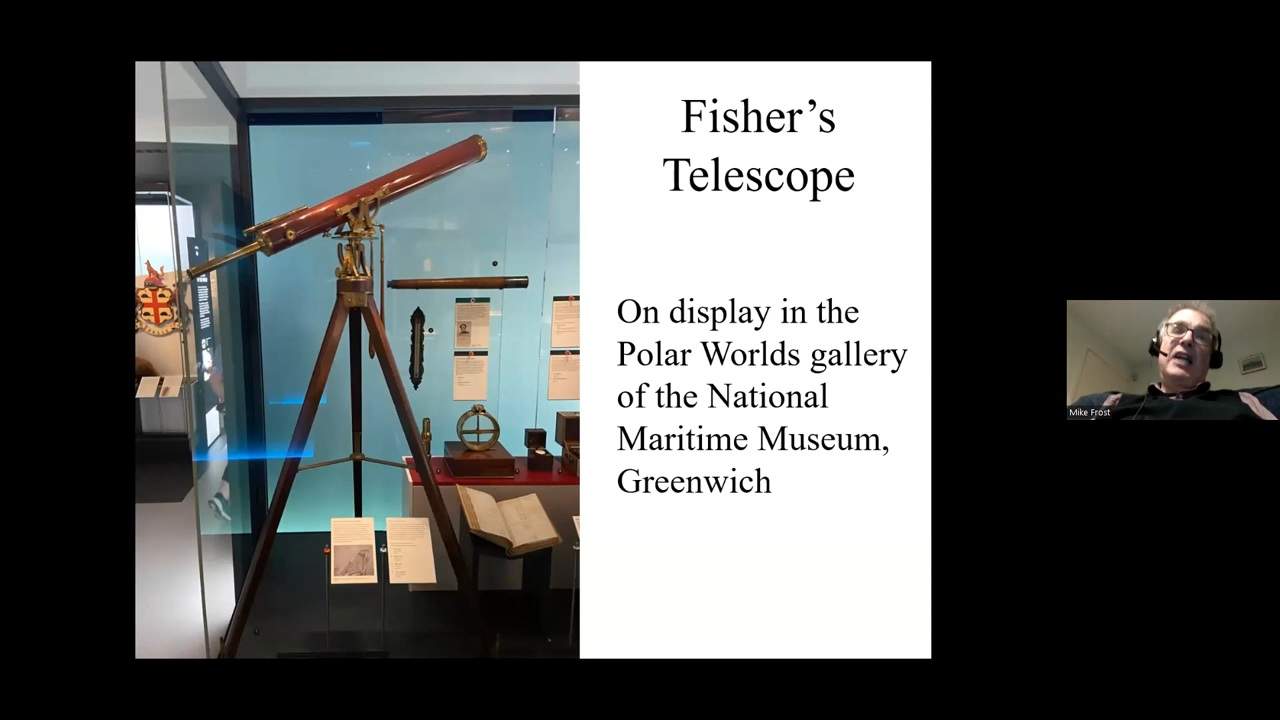 Fisher’s
Telescope
On display in the
Polar Worlds gallery
of the National
Maritime Museum,
Greenwich
Mike Frost